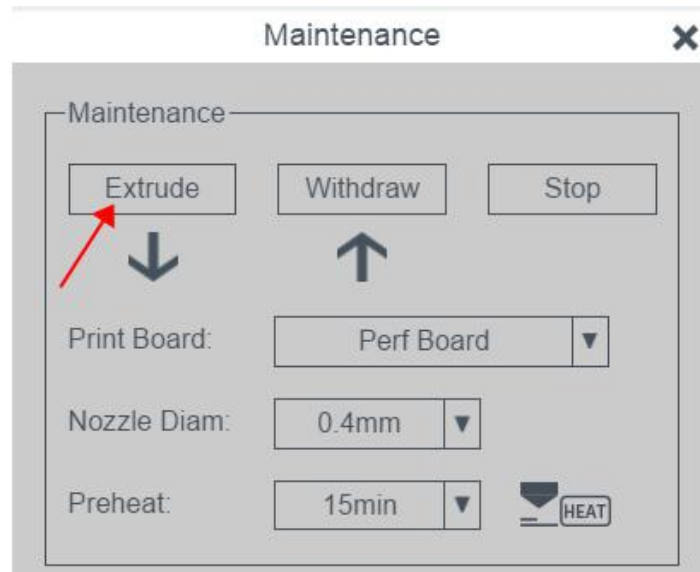 Maintenance
Maintenance
Extrude Withdraw Stop
Print Board: Perf Board
Nozzle Diam: 0.4mm
Preheat: 15min HEAT